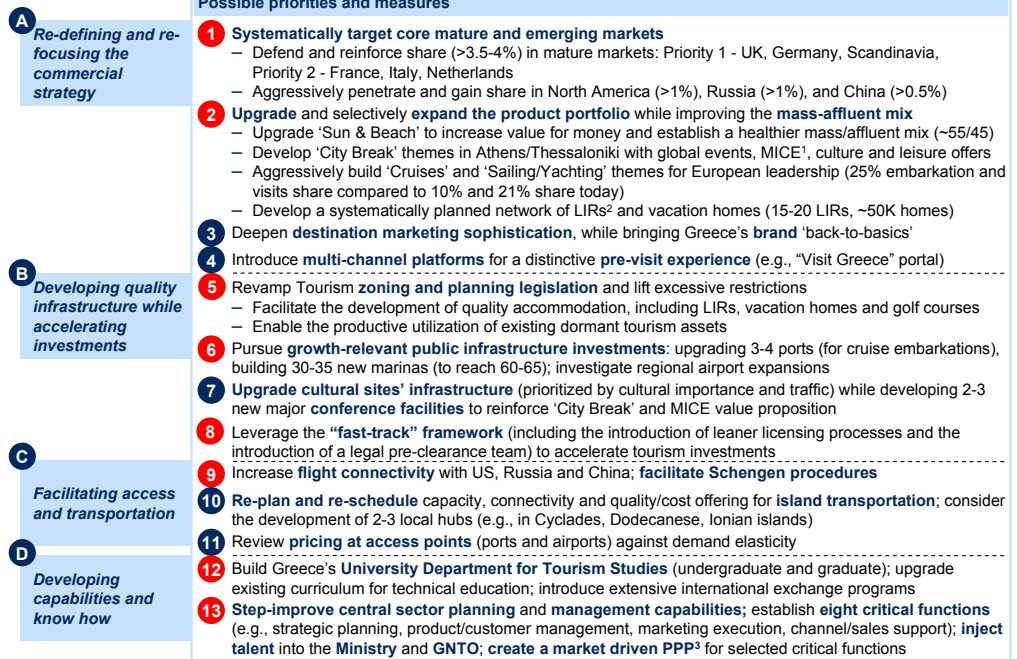 Possible priorities and measures
A
Re-defining and re-
focusing the
commercial
strategy
1 Systematically target core mature and emerging markets
– Defend and reinforce share (>3.5-4%) in mature markets: Priority 1 - UK, Germany, Scandinavia,
Priority 2 - France, Italy, Netherlands
– Aggressively penetrate and gain share in North America (>1%), Russia (>1%), and China (>0.5%)
2 Upgrade and selectively expand the product portfolio while improving the mass-affluent mix
– Upgrade ‘Sun & Beach’ to increase value for money and establish a healthier mass/affluent mix (~55/45)
– Develop ‘City Break’ themes in Athens/Thessaloniki with global events, MICE¹, culture and leisure offers
– Aggressively build ‘Cruises’ and ‘Sailing/Yachting’ themes for European leadership (25% embarkation and
visits share compared to 10% and 21% share today)
– Develop a systematically planned network of LIRs² and vacation homes (15-20 LIRs, ~50K homes)
3 Deepen destination marketing sophistication, while bringing Greece’s brand ‘back-to-basics’
4 Introduce multi-channel platforms for a distinctive pre-visit experience (e.g., “Visit Greece” portal)
B
Developing quality
infrastructure while
accelerating
investments
5 Revamp Tourism zoning and planning legislation and lift excessive restrictions
– Facilitate the development of quality accommodation, including LIRs, vacation homes and golf courses
– Enable the productive utilization of existing dormant tourism assets
6 Pursue growth-relevant public infrastructure investments: upgrading 3-4 ports (for cruise embarkations),
building 30-35 new marinas (to reach 60-65); investigate regional airport expansions
7 Upgrade cultural sites’ infrastructure (prioritized by cultural importance and traffic) while developing 2-3
new major conference facilities to reinforce ‘City Break’ and MICE value proposition
8 Leverage the “fast-track” framework (including the introduction of leaner licensing processes and the
introduction of a legal pre-clearance team) to accelerate tourism investments
C
Facilitating access
and transportation
9 Increase flight connectivity with US, Russia and China; facilitate Schengen procedures
10 Re-plan and re-schedule capacity, connectivity and quality/cost offering for island transportation; consider
the development of 2-3 local hubs (e.g., in Cyclades, Dodecanese, Ionian islands)
11 Review pricing at access points (ports and airports) against demand elasticity
D
Developing
capabilities and
know how
12 Build Greece’s University Department for Tourism Studies (undergraduate and graduate); upgrade
existing curriculum for technical education; introduce extensive international exchange programs
13 Step-improve central sector planning and management capabilities; establish eight critical functions
(e.g., strategic planning, product/customer management, marketing execution, channel/sales support); inject
talent into the Ministry and GNTO; create a market driven PPP³ for selected critical functions